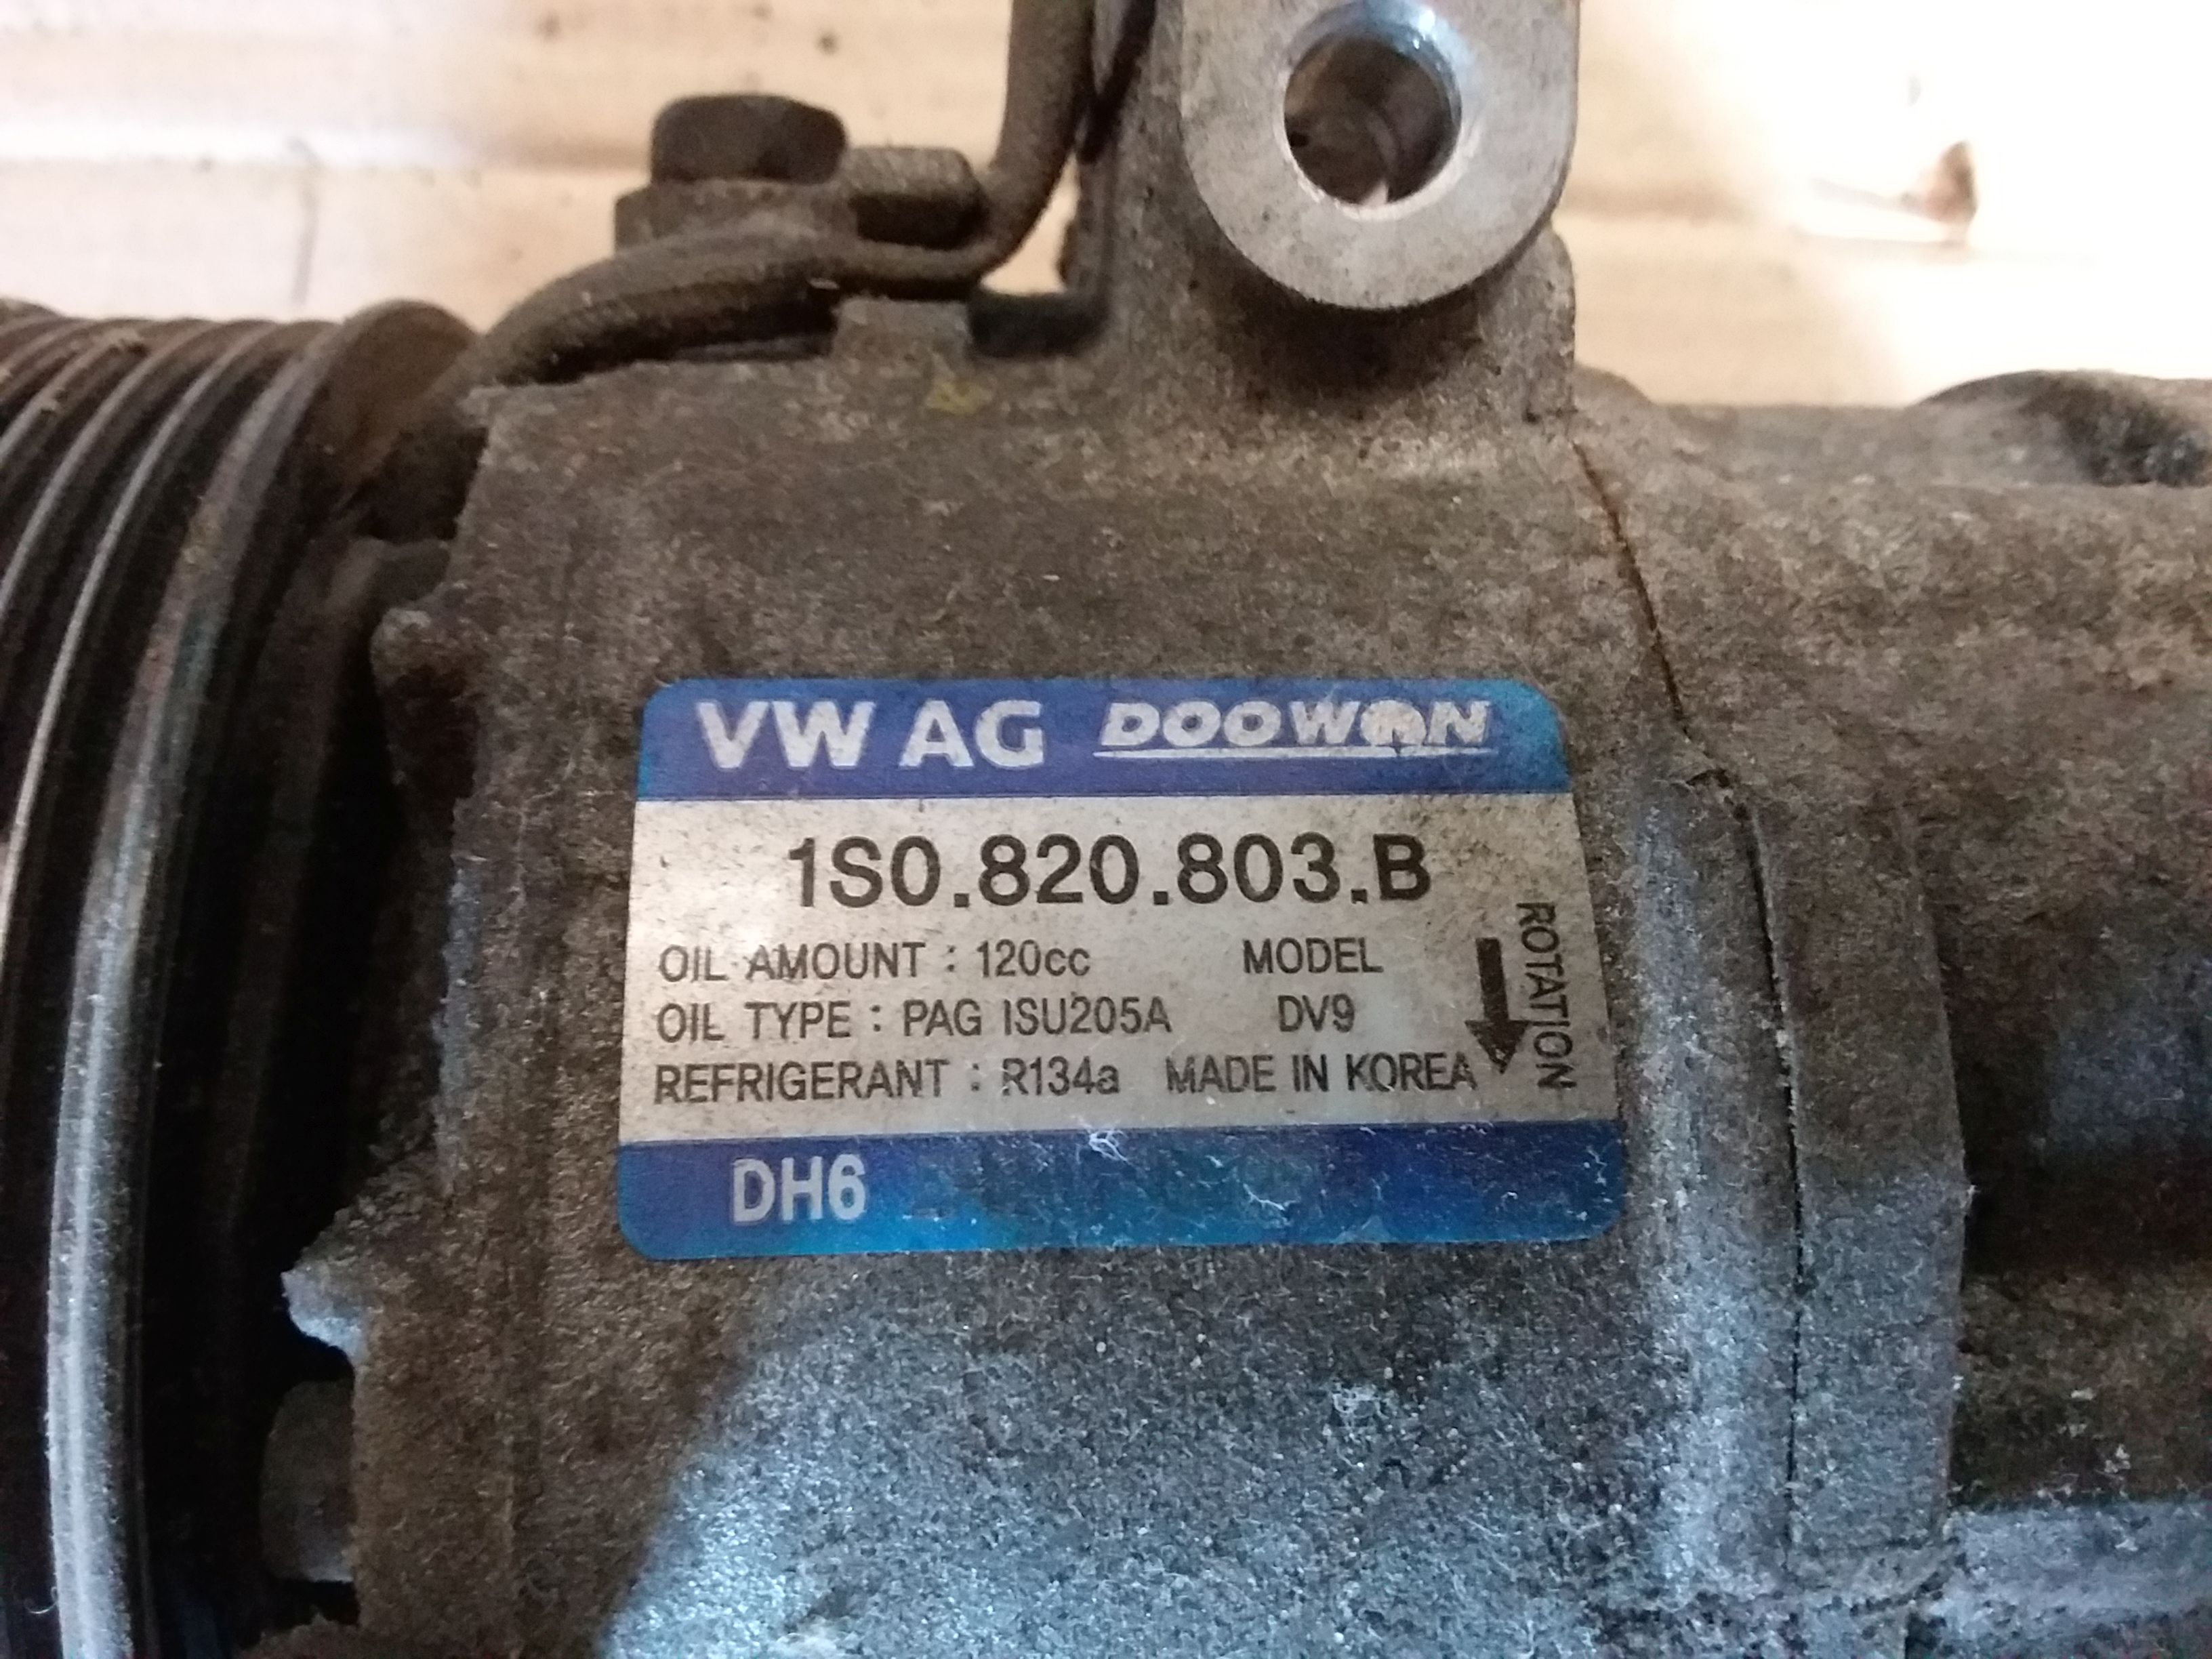 VW AG DOOWON
1S0.820.803.B
OIL AMOUNT : 120cc MODEL
OIL TYPE : PAG ISU205A DV9
REFRIGERANT : R134a MADE IN KOREA
ROTATION
DH6